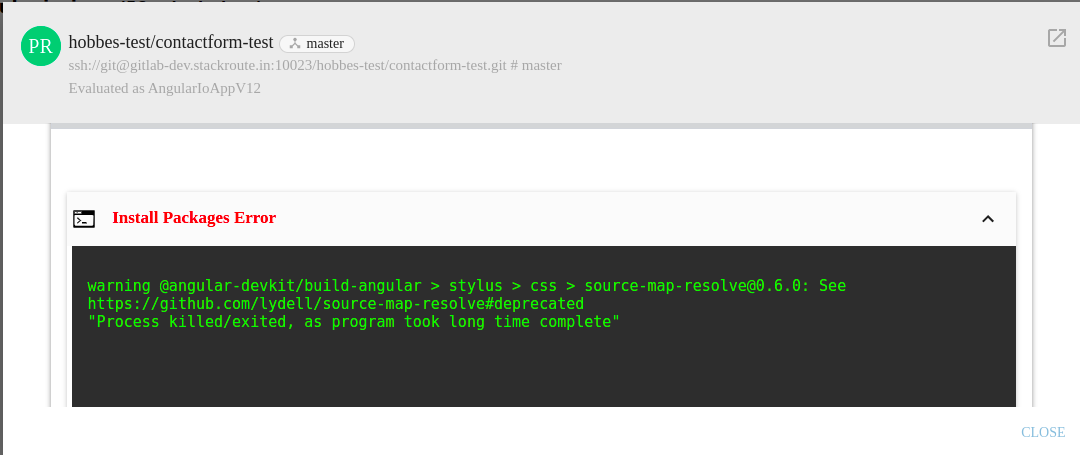 PR
hobbes-test/contactform-test master
ssh://git@gitlab-dev.stackroute.in:10023/hobbes-test/contactform-test.git # master
Evaluated as AngularIoAppV12
Install Packages Error
warning @angular-devkit/build-angular > stylus > css > source-map-resolve@0.6.0: See
https://github.com/lydell/source-map-resolve#deprecated
"Process killed/exited, as program took long time complete"
CLOSE